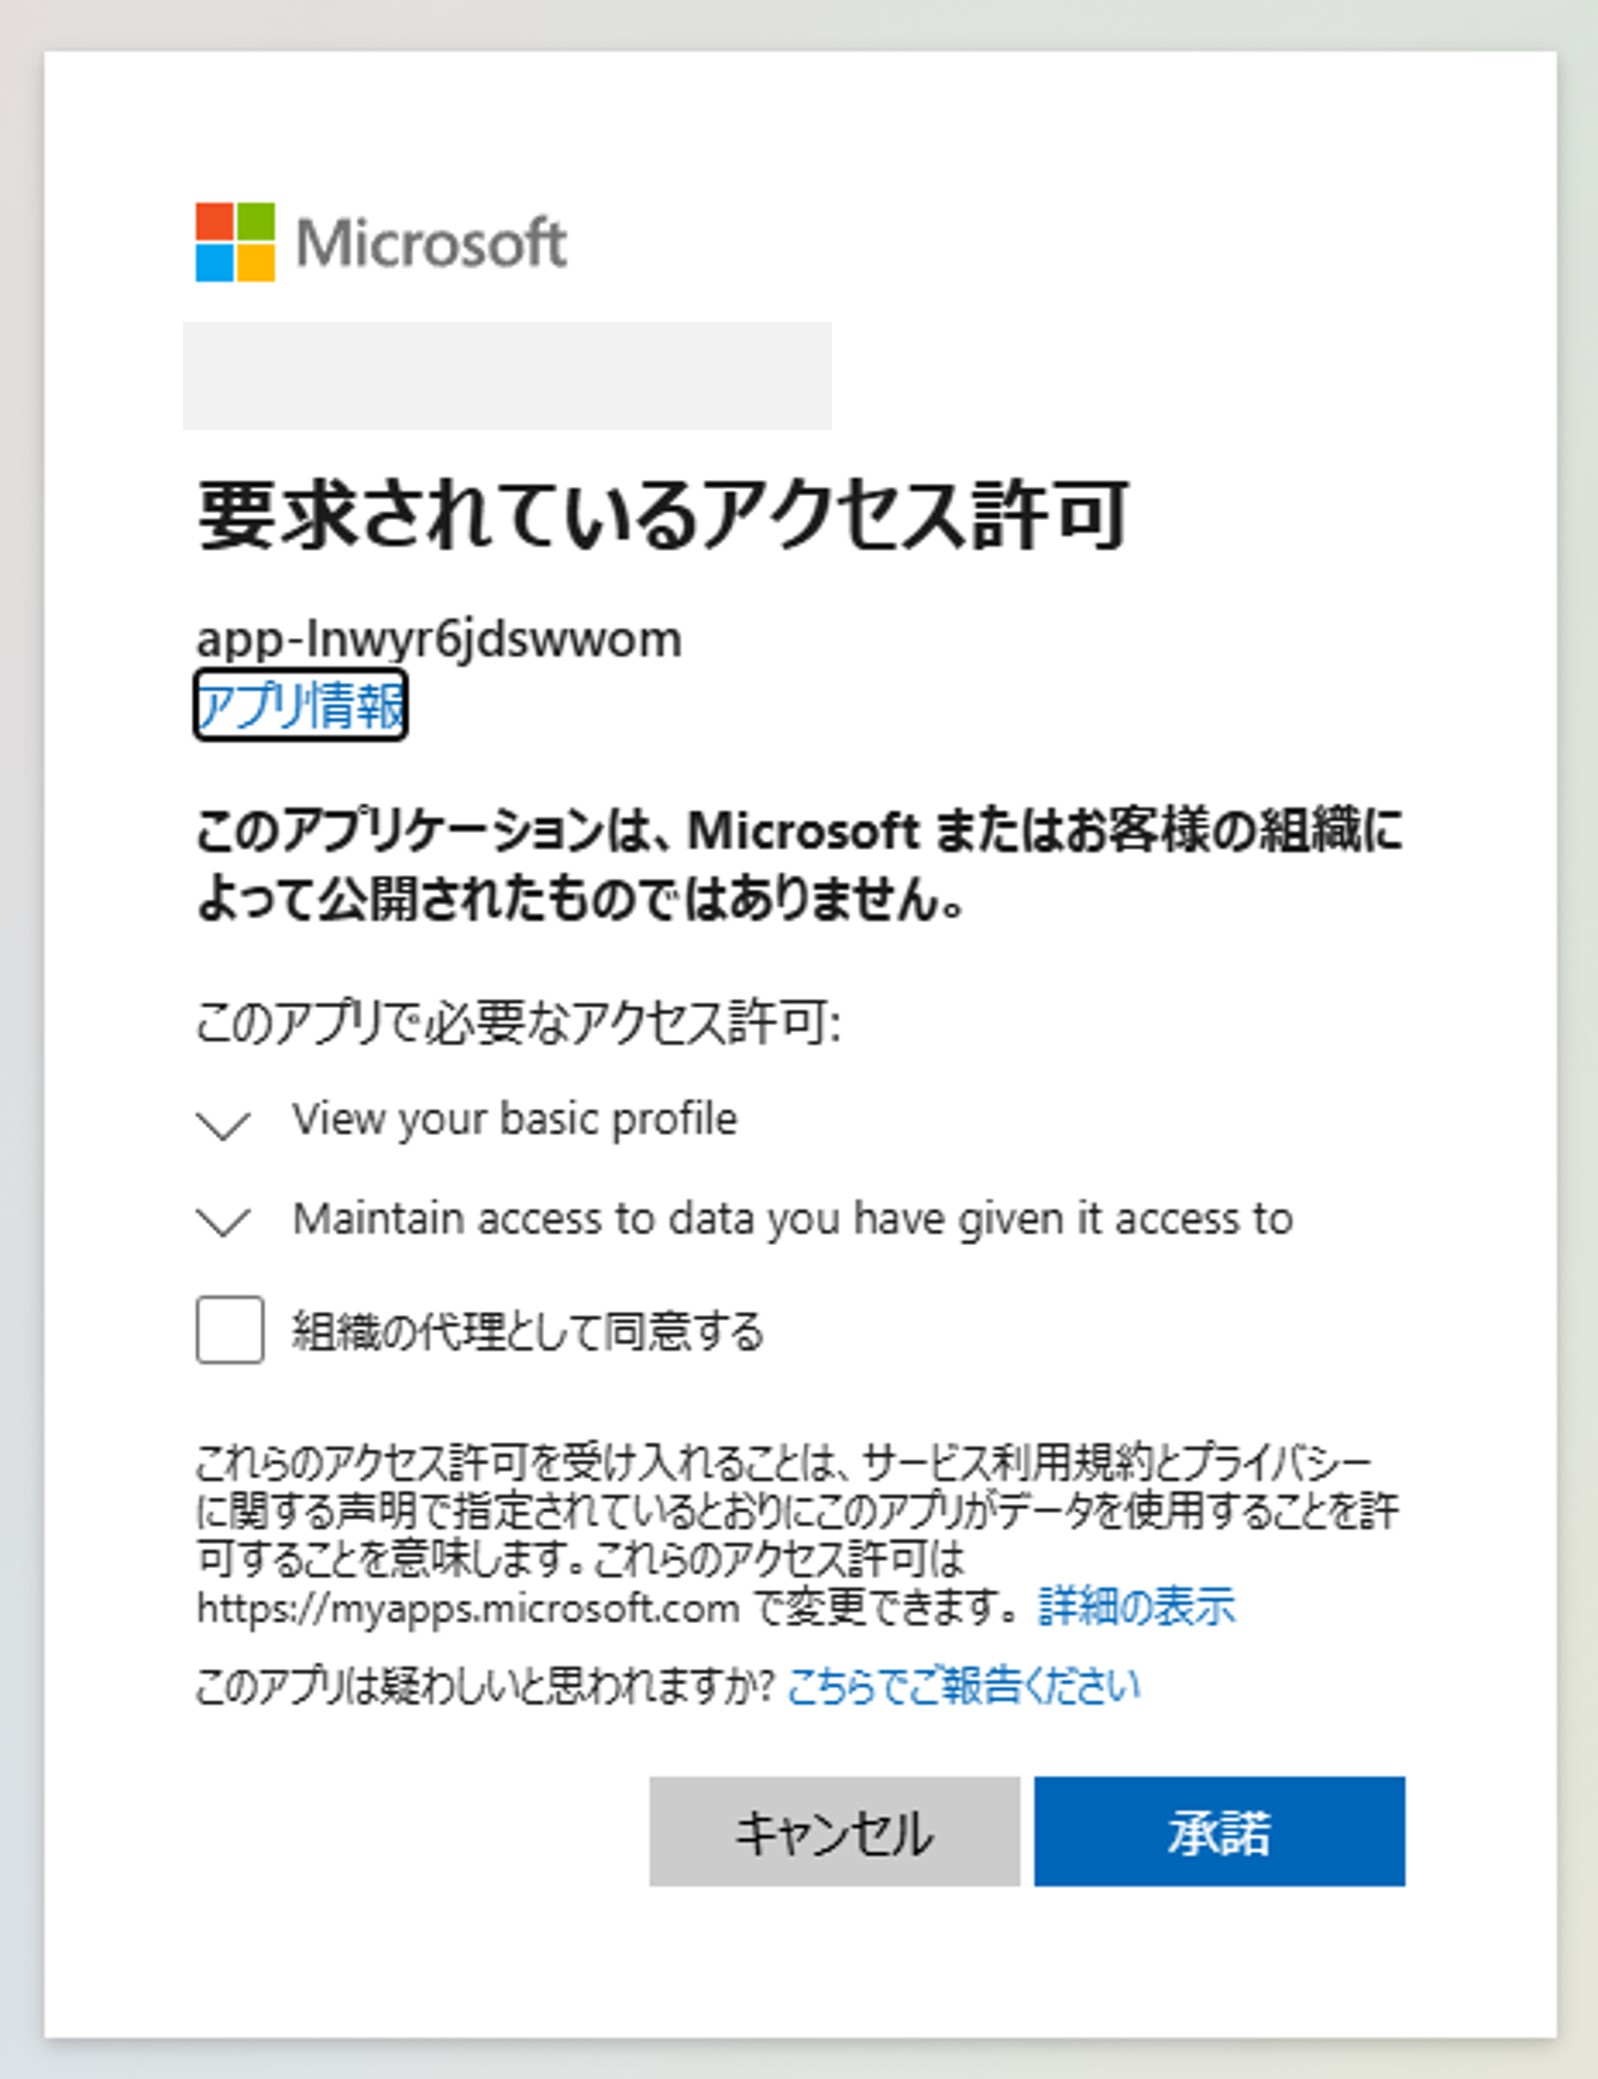 Microsoft
要求されているアクセス許可
app-lnwyr6jdswwom
アプリ情報
このアプリケーションは、Microsoft またはお客様の組織に
よって公開されたものではありません。
このアプリで必要なアクセス許可:
View your basic profile
Maintain access to data you have given it access to
組織の代理として同意する
これらのアクセス許可を受け入れることは、サービス利用規約とプライバシー
に関する声明で指定されているとおりにこのアプリがデータを使用することを許
可することを意味します。これらのアクセス許可は
https://myapps.microsoft.com で変更できます。 詳細の表示
このアプリは疑わしいと思われますか? こちらでご報告ください
キャンセル
承諾